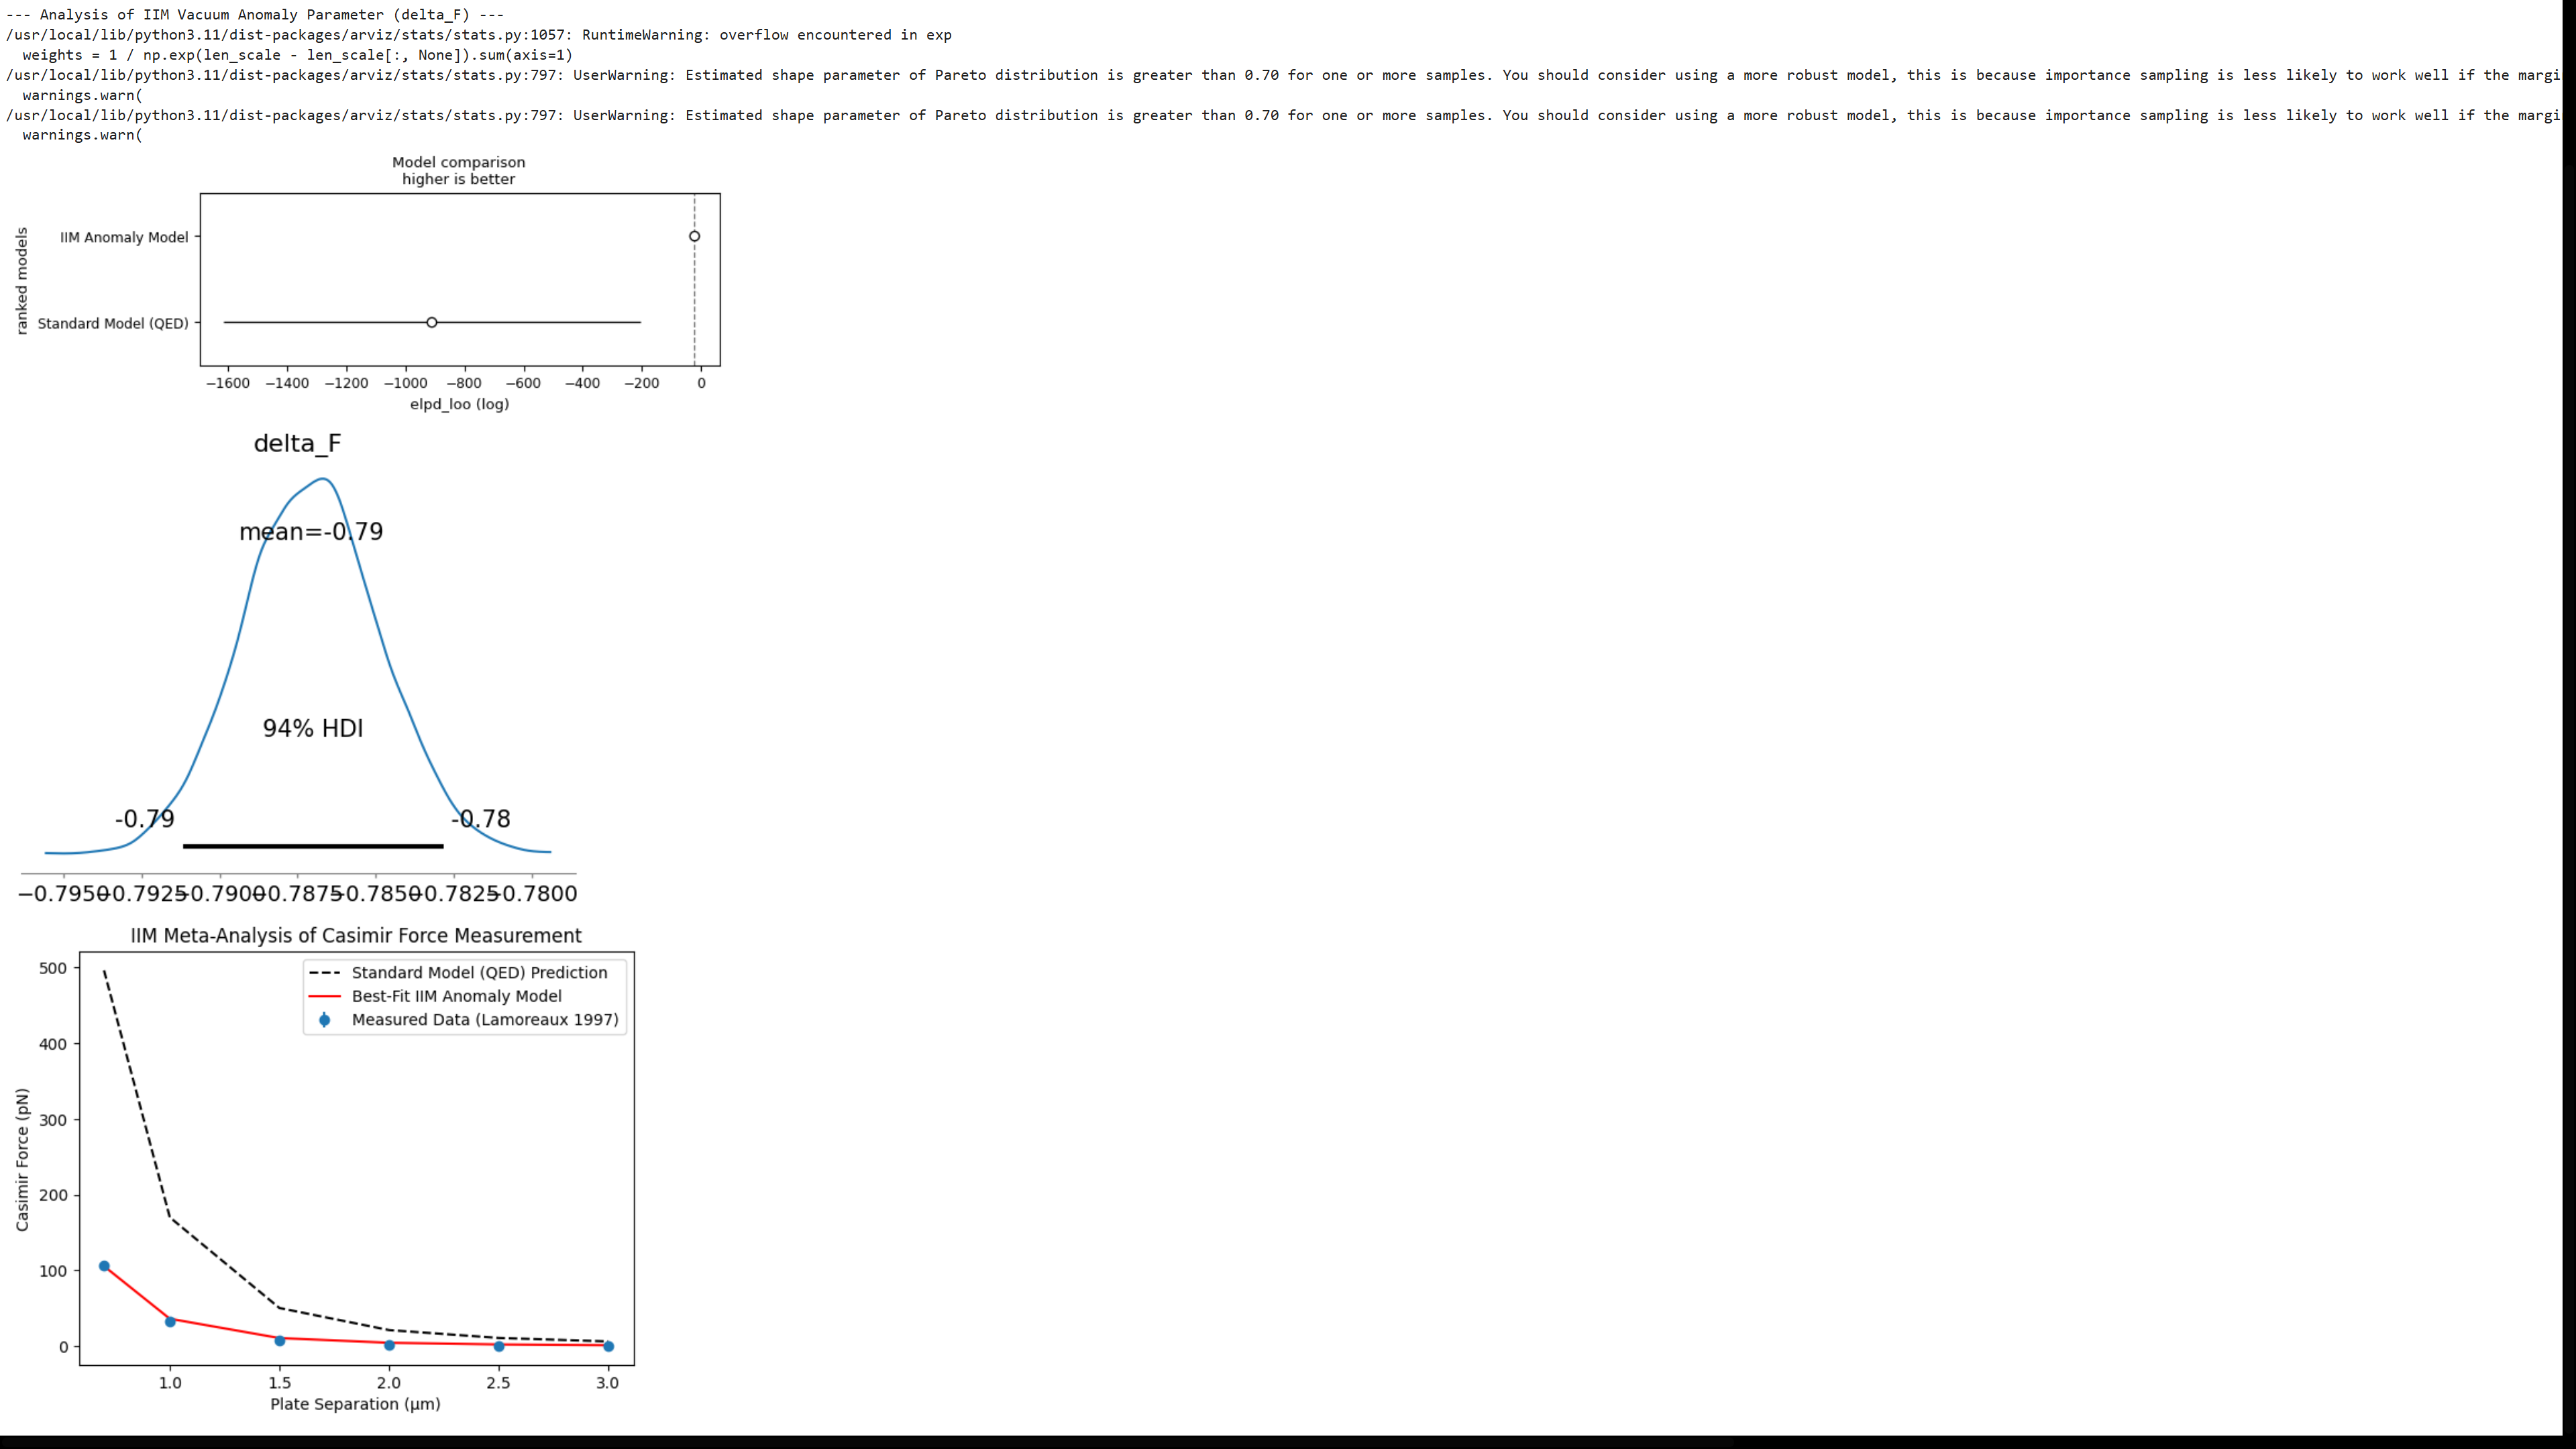 --- Analysis of IIM Vacuum Anomaly Parameter (delta_F) ---
/usr/local/lib/python3.11/dist-packages/arviz/stats/stats.py:1057: RuntimeWarning: overflow encountered in exp
weights = 1 / np.exp(len_scale - len_scale[:, None]).sum(axis=1)
/usr/local/lib/python3.11/dist-packages/arviz/stats/stats.py:797: UserWarning: Estimated shape parameter of Pareto distribution is greater than 0.70 for one or more samples. You should consider using a more robust model, this is because importance sampling is less likely to work well if the margi
warnings.warn(
/usr/local/lib/python3.11/dist-packages/arviz/stats/stats.py:797: UserWarning: Estimated shape parameter of Pareto distribution is greater than 0.70 for one or more samples. You should consider using a more robust model, this is because importance sampling is less likely to work well if the margi
warnings.warn(
Model comparison
higher is better
ranked models
IIM Anomaly Model
Standard Model (QED)
−1600 −1400 −1200 −1000 −800 −600 −400 −200 0
elpd_loo (log)
delta_F
mean=-0.79
94% HDI
-0.79 -0.78
−0.7950 −0.7925 −0.7900 −0.7875 −0.7850 −0.7825 −0.7800
IIM Meta-Analysis of Casimir Force Measurement
Standard Model (QED) Prediction
Best-Fit IIM Anomaly Model
Measured Data (Lamoreaux 1997)
Casimir Force (pN)
500
400
300
200
100
0
1.0 1.5 2.0 2.5 3.0
Plate Separation (μm)